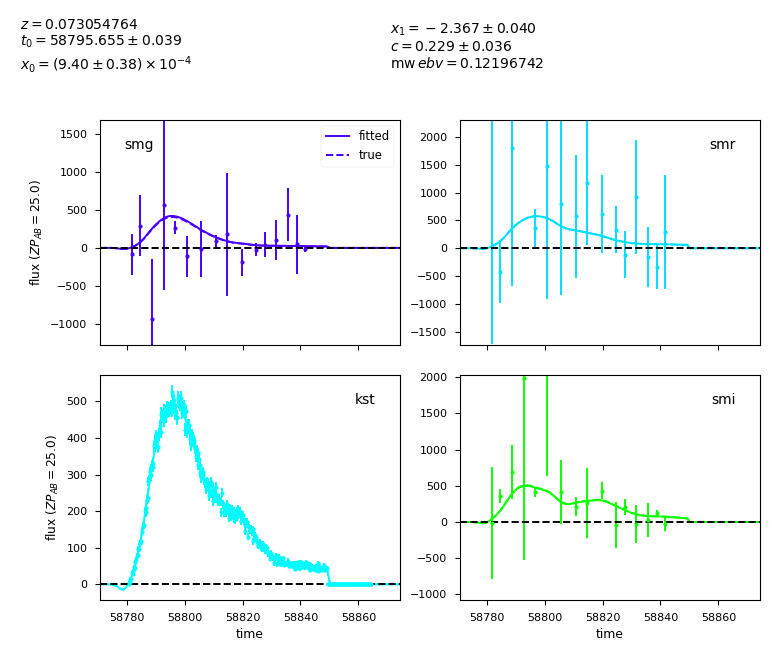 z = 0.073054764
t₀ = 58795.655 ± 0.039
x₀ = (9.40 ± 0.38) × 10⁻⁴
x₁ = −2.367 ± 0.040
c = 0.229 ± 0.036
mw ebv = 0.12196742
smg
fitted
true
1500
1000
500
0
−500
−1000
flux (ZP_AB = 25.0)
smr
2000
1500
1000
500
0
−500
−1000
−1500
kst
500
400
300
200
100
0
flux (ZP_AB = 25.0)
58780 58800 58820 58840 58860
time
smi
2000
1500
1000
500
0
−500
−1000
58780 58800 58820 58840 58860
time